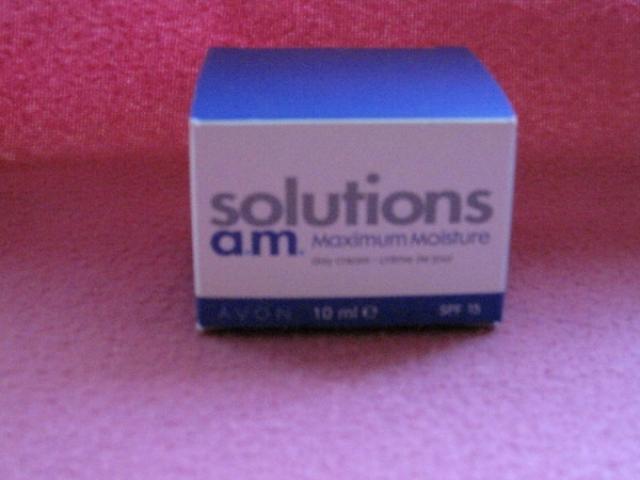 solutions
a.m. Maximum Moisture
day cream - crème de jour
AVON 10 ml ℮ SPF 15